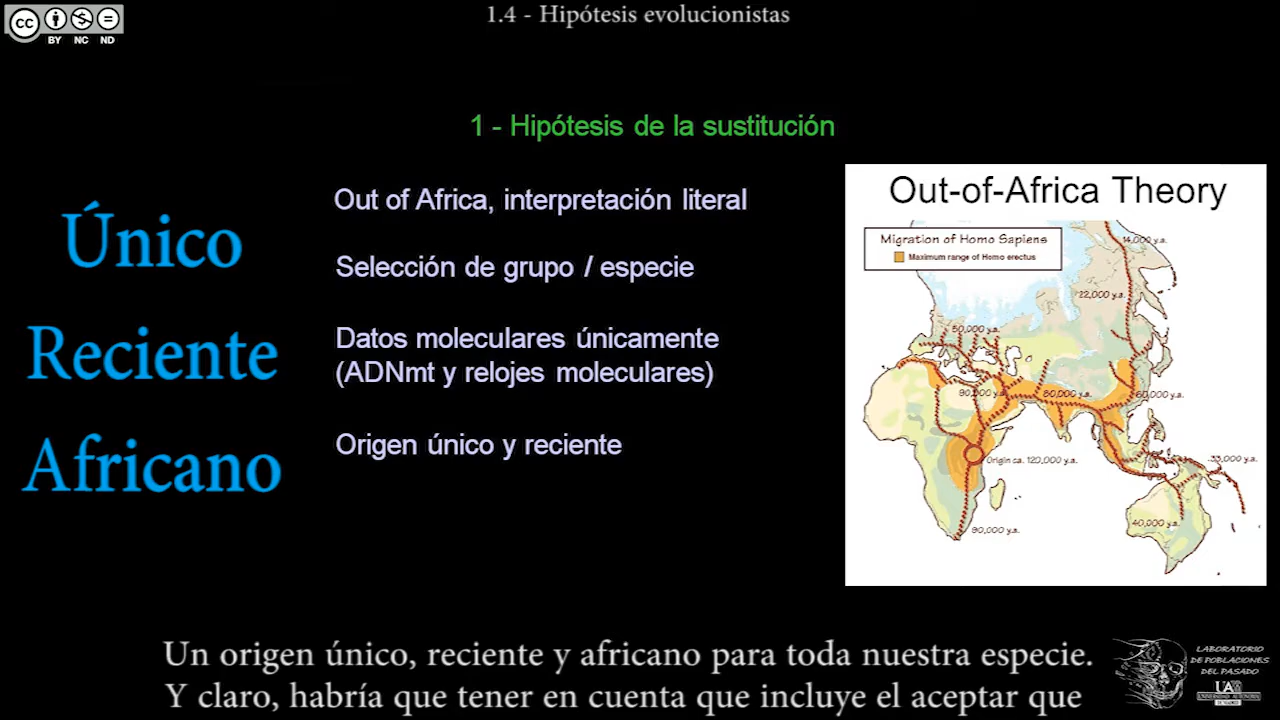 CC
BY NC ND
1.4 - Hipótesis evolucionistas
1 - Hipótesis de la sustitución
Único
Reciente
Africano
Out of Africa, interpretación literal
Selección de grupo / especie
Datos moleculares únicamente
(ADNmt y relojes moleculares)
Origen único y reciente
Out-of-Africa Theory
Migration of Homo Sapiens
Maximum range of Homo erectus
14,000 y.a.
22,000 y.a.
50,000 y.a.
90,000 y.a.
80,000 y.a.
60,000 y.a.
Origin ca. 120,000 y.a.
33,000 y.a.
40,000 y.a.
90,000 y.a.
Un origen único, reciente y africano para toda nuestra especie.
Y claro, habría que tener en cuenta que incluye el aceptar que
LABORATORIO
DE POBLACIONES
DEL PASADO